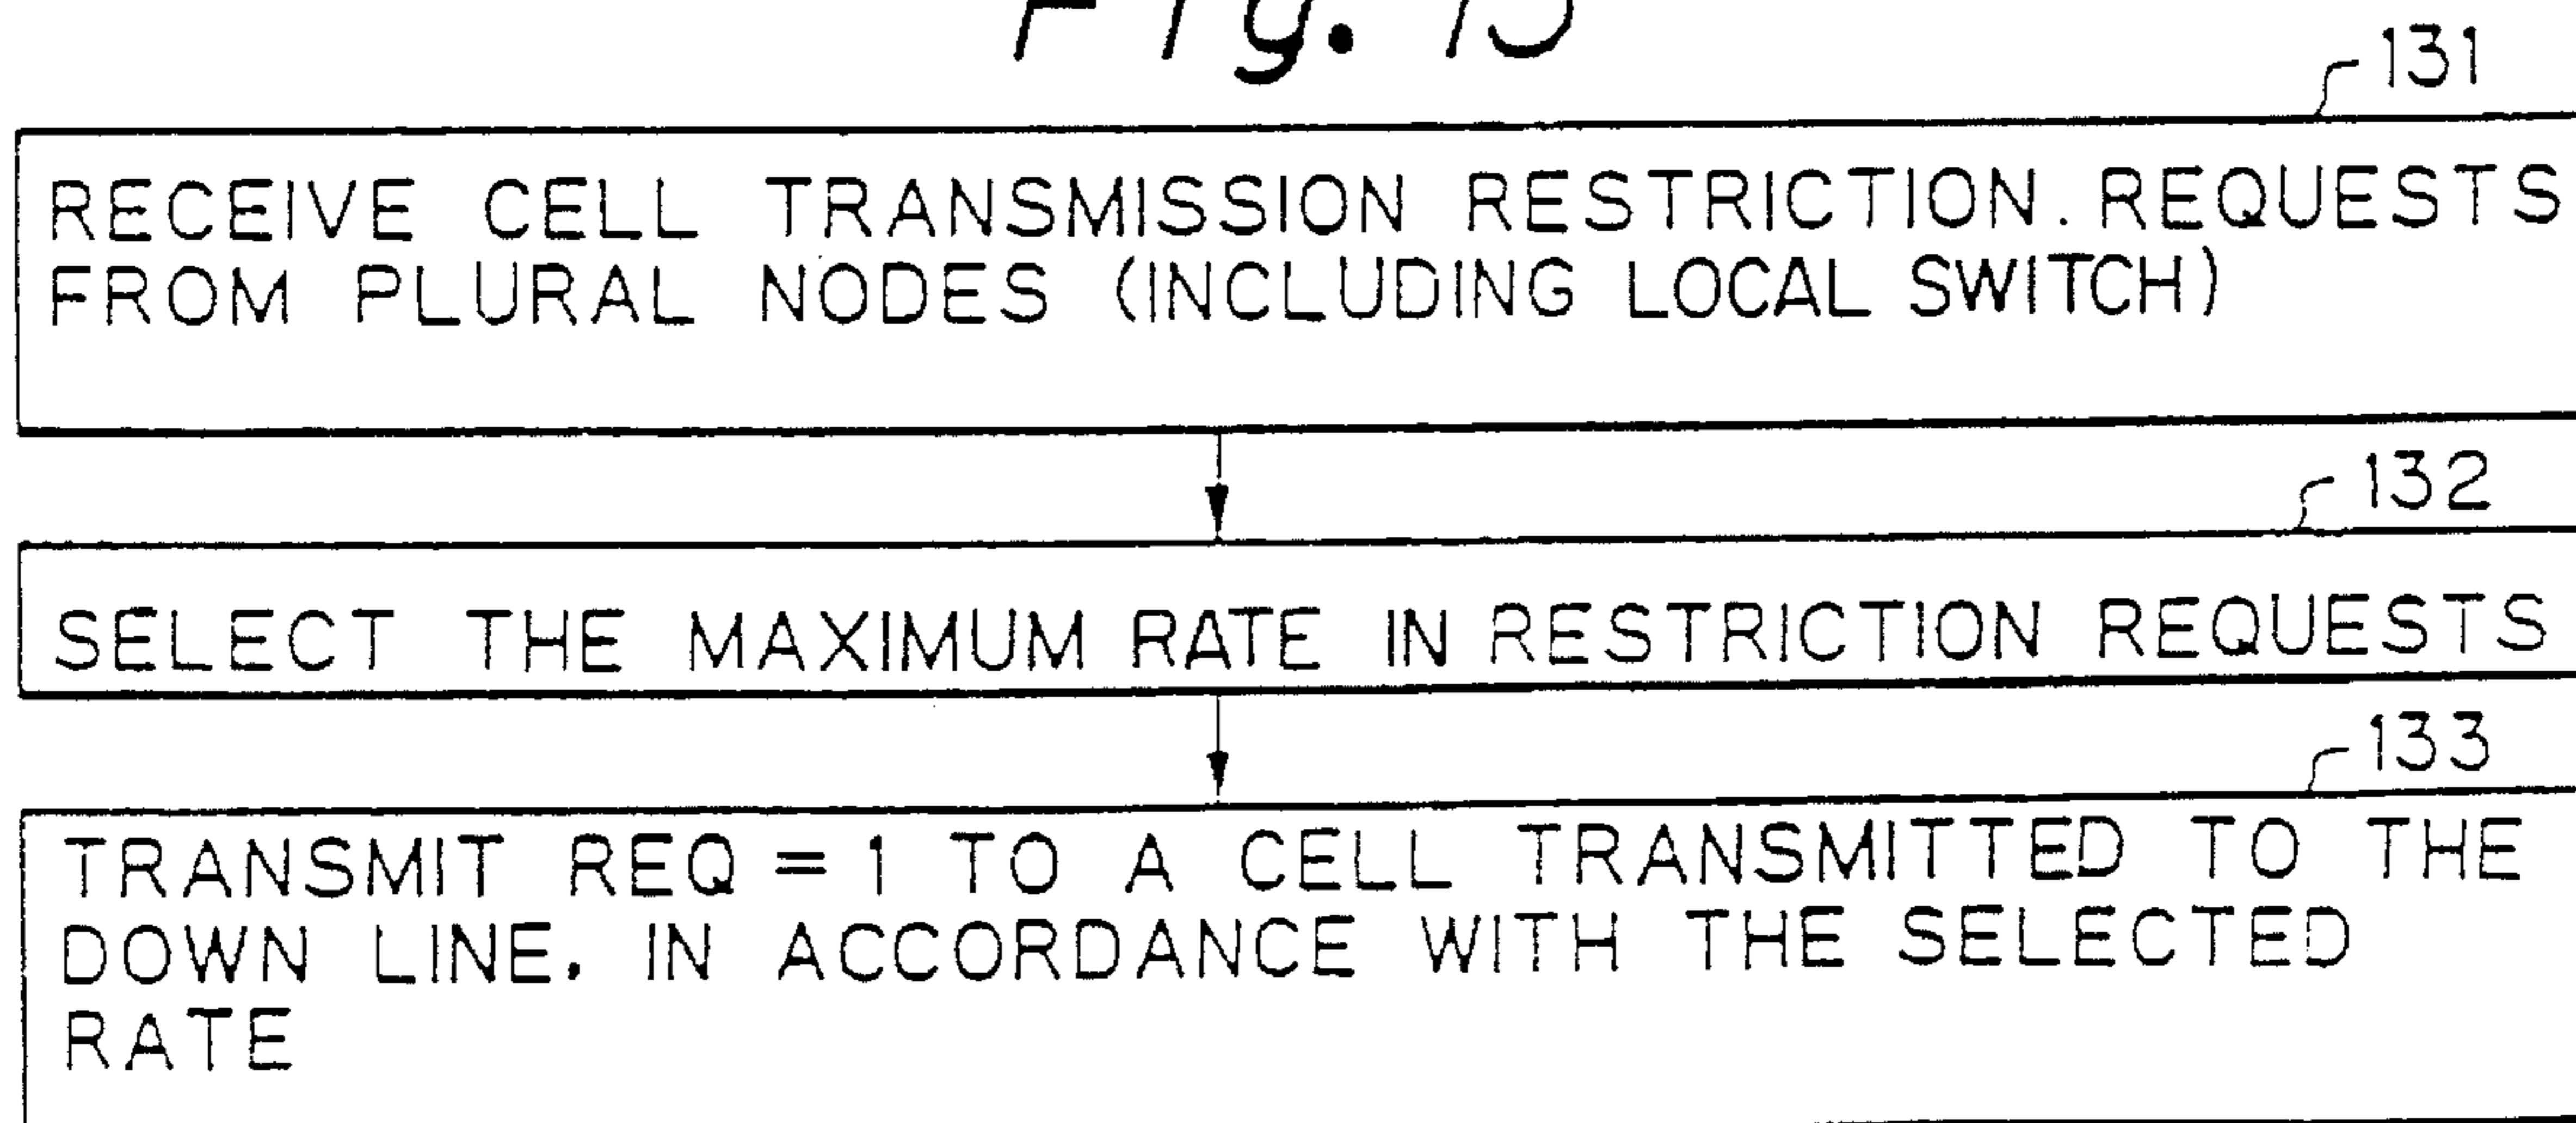 Fig.
131
RECEIVE CELL TRANSMISSION RESTRICTION. REQUESTS
FROM PLURAL NODES (INCLUDING LOCAL SWITCH)
132
SELECT THE MAXIMUM RATE IN RESTRICTION REQUESTS
133
TRANSMIT REQ = 1 TO A CELL TRANSMITTED TO THE
DOWN LINE. IN ACCORDANCE WITH THE SELECTED
RATE